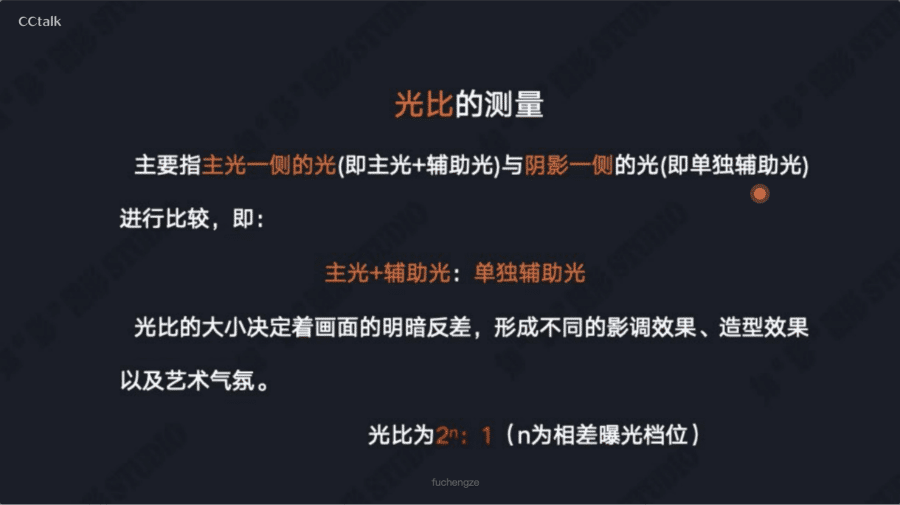 CCtalk
光比的测量
主要指主光一侧的光(即主光+辅助光)与阴影一侧的光(即单独辅助光)
进行比较，即：
主光+辅助光：单独辅助光
光比的大小决定着画面的明暗反差，形成不同的影调效果、造型效果
以及艺术气氛。
光比为2ⁿ：1（n为相差曝光档位）
fuchengze